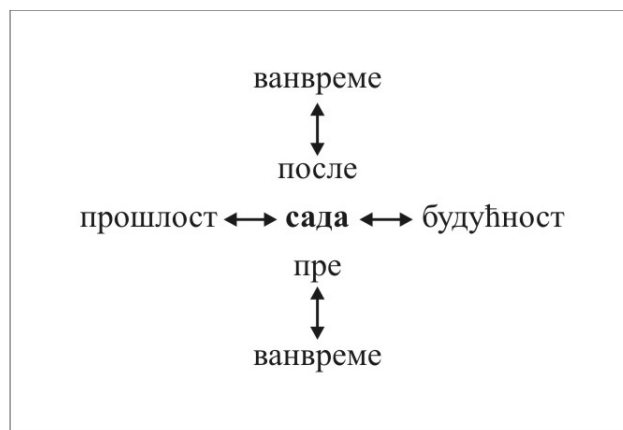 ванвреме
после
прошлост сада будућност
пре
ванвреме